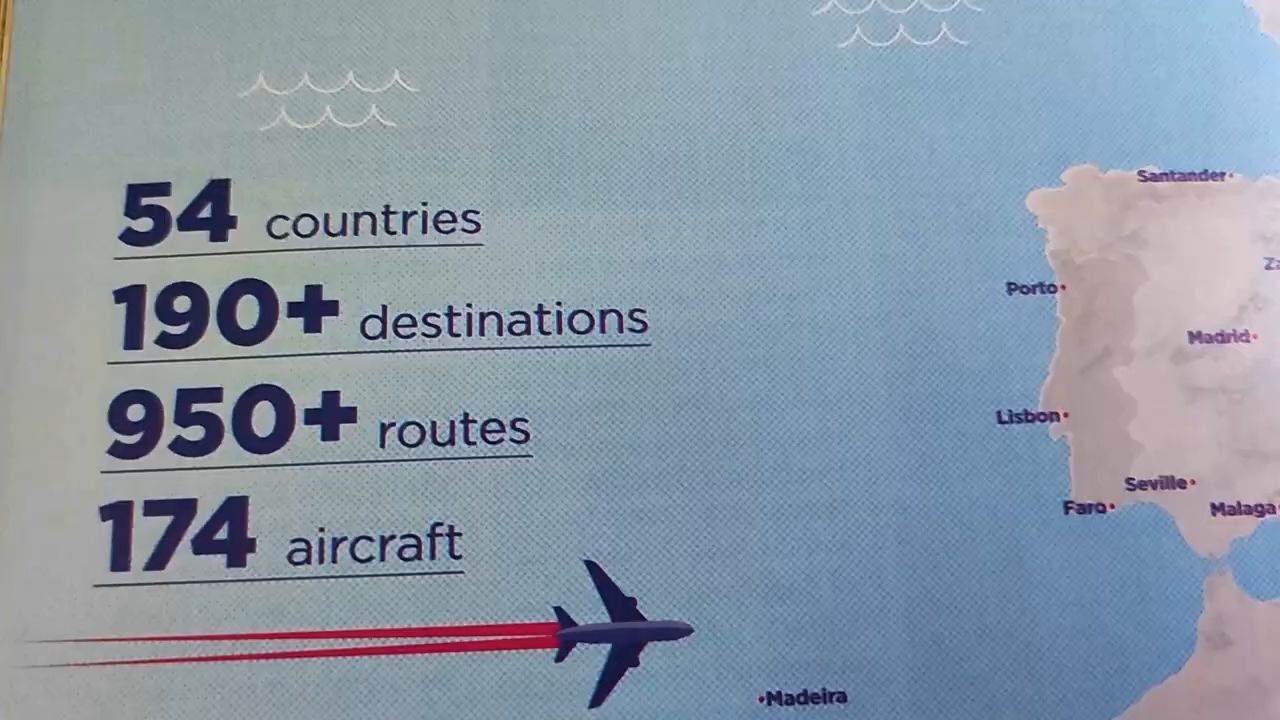 54 countries
190+ destinations
950+ routes
174 aircraft
Santander
Porto
Madrid
Lisbon
Seville
Faro
Malaga
Madeira